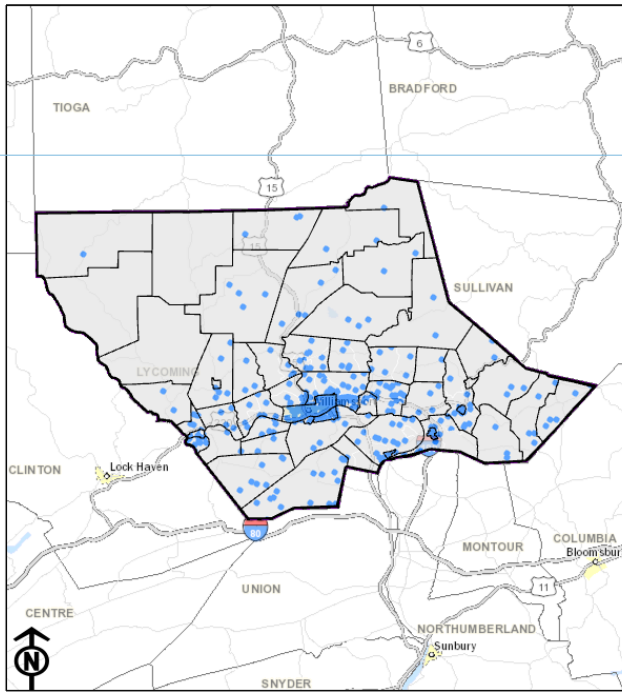 6
BRADFORD
TIOGA
15
15
SULLIVAN
LYCOMING
Williamsport
CLINTON
Lock Haven
80
MONTOUR
COLUMBIA
Bloomsbur
UNION
11
CENTRE
NORTHUMBERLAND
Sunbury
N
SNYDER